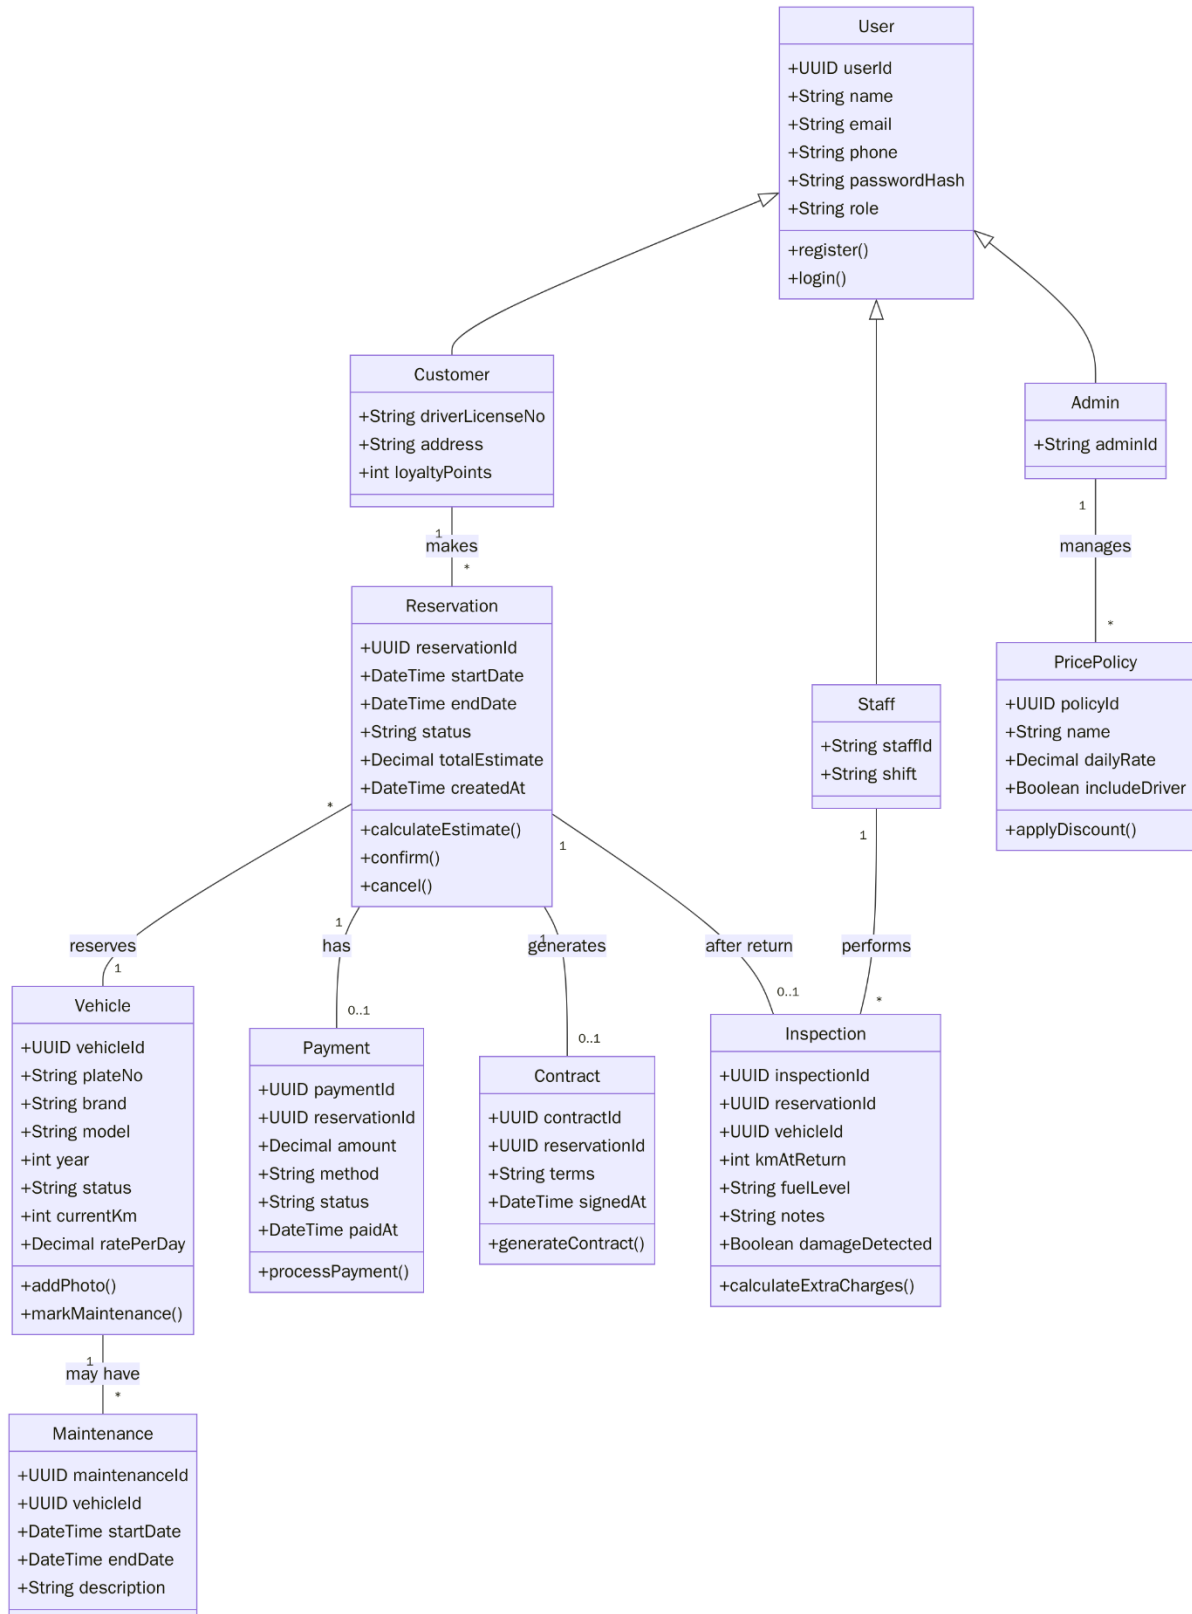 User
+UUID userId
+String name
+String email
+String phone
+String passwordHash
+String role
+register()
+login()
Customer
+String driverLicenseNo
+String address
+int loyaltyPoints
Admin
+String adminId
1
makes
*
1
manages
*
Reservation
+UUID reservationId
+DateTime startDate
+DateTime endDate
+String status
+Decimal totalEstimate
+DateTime createdAt
+calculateEstimate()
+confirm()
+cancel()
Staff
+String staffId
+String shift
PricePolicy
+UUID policyId
+String name
+Decimal dailyRate
+Boolean includeDriver
+applyDiscount()
*
reserves
1
1
has
0..1
1
generates
0..1
1
after return
0..1
1
performs
*
Vehicle
+UUID vehicleId
+String plateNo
+String brand
+String model
+int year
+String status
+int currentKm
+Decimal ratePerDay
+addPhoto()
+markMaintenance()
Payment
+UUID paymentId
+UUID reservationId
+Decimal amount
+String method
+String status
+DateTime paidAt
+processPayment()
Contract
+UUID contractId
+UUID reservationId
+String terms
+DateTime signedAt
+generateContract()
Inspection
+UUID inspectionId
+UUID reservationId
+UUID vehicleId
+int kmAtReturn
+String fuelLevel
+String notes
+Boolean damageDetected
+calculateExtraCharges()
1
may have
*
Maintenance
+UUID maintenanceId
+UUID vehicleId
+DateTime startDate
+DateTime endDate
+String description